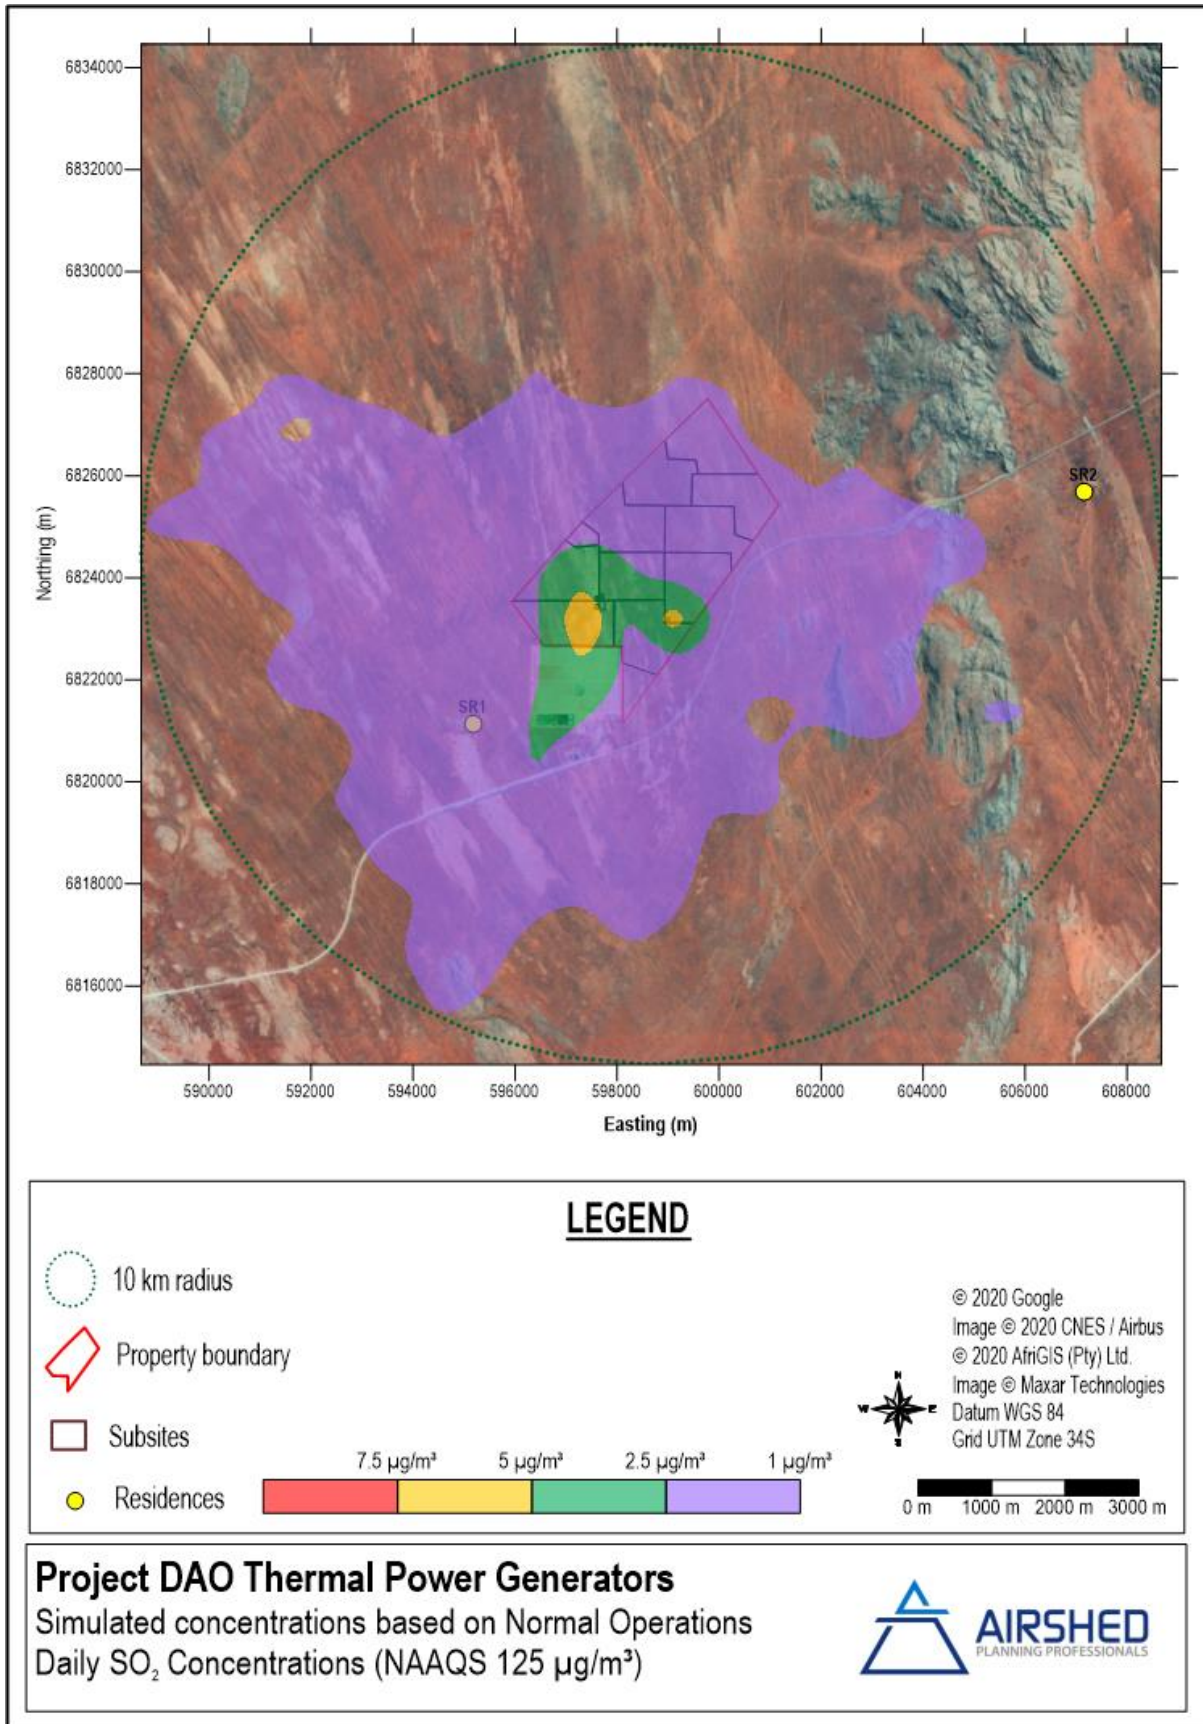 6834000
6832000
6830000
6828000
6826000
6824000
6822000
6820000
6818000
6816000
Northing (m)
SR2
SR1
590000 592000 594000 596000 598000 600000 602000 604000 606000 608000
Easting (m)
LEGEND
10 km radius
Property boundary
Subsites
Residences
7.5 µg/m³ 5 µg/m³ 2.5 µg/m³ 1 µg/m³
© 2020 Google
Image © 2020 CNES / Airbus
© 2020 AfriGIS (Pty) Ltd.
Image © Maxar Technologies
Datum WGS 84
Grid UTM Zone 34S
N
W E
S
0 m 1000 m 2000 m 3000 m
Project DAO Thermal Power Generators
Simulated concentrations based on Normal Operations
Daily SO₂ Concentrations (NAAQS 125 µg/m³)
AIRSHED
PLANNING PROFESSIONALS